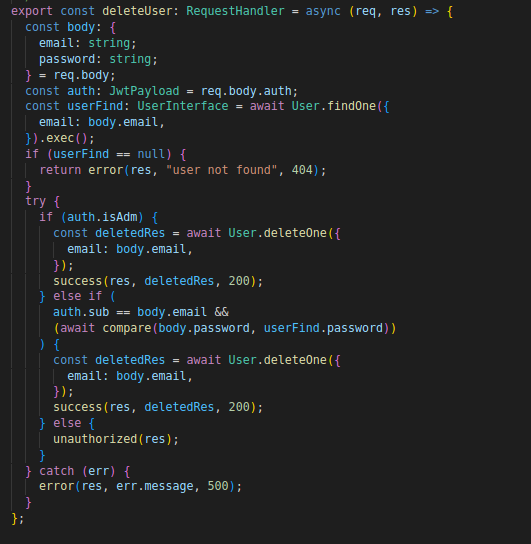 export const deleteUser: RequestHandler = async (req, res) => {
  const body: {
    email: string;
    password: string;
  } = req.body;
  const auth: JwtPayload = req.body.auth;
  const userFind: UserInterface = await User.findOne({
    email: body.email,
  }).exec();
  if (userFind == null) {
    return error(res, "user not found", 404);
  }
  try {
    if (auth.isAdm) {
      const deletedRes = await User.deleteOne({
        email: body.email,
      });
      success(res, deletedRes, 200);
    } else if (
      auth.sub == body.email &&
      (await compare(body.password, userFind.password))
    ) {
      const deletedRes = await User.deleteOne({
        email: body.email,
      });
      success(res, deletedRes, 200);
    } else {
      unauthorized(res);
    }
  } catch (err) {
    error(res, err.message, 500);
  }
};